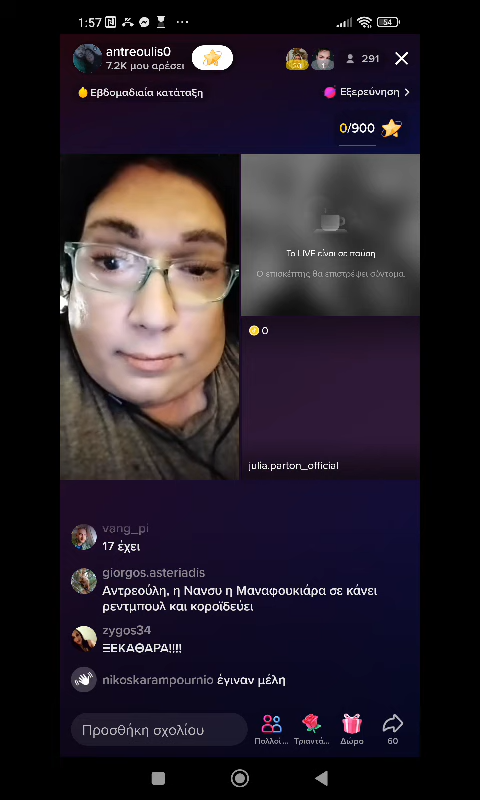 1:57
54
antreoulis0
7.2K μου αρέσει
291
Εβδομαδιαία κατάταξη
Εξερεύνηση
0/900
Το LIVE είναι σε παύση
Ο επισκέπτης θα επιστρέψει σύντομα.
0
julia.parton_official
vang_pi
17 έχει
giorgos.asteriadis
Αντρεούλη, η Νανσυ η Μαναφουκιάρα σε κάνει
ρεντμπουλ και κοροϊδεύει
zygos34
ΞΕΚΑΘΑΡΑ!!!!
nikoskarampournio έγιναν μέλη
Προσθήκη σχολίου
Πολλοί...
Τριαντά...
Δώρο
60